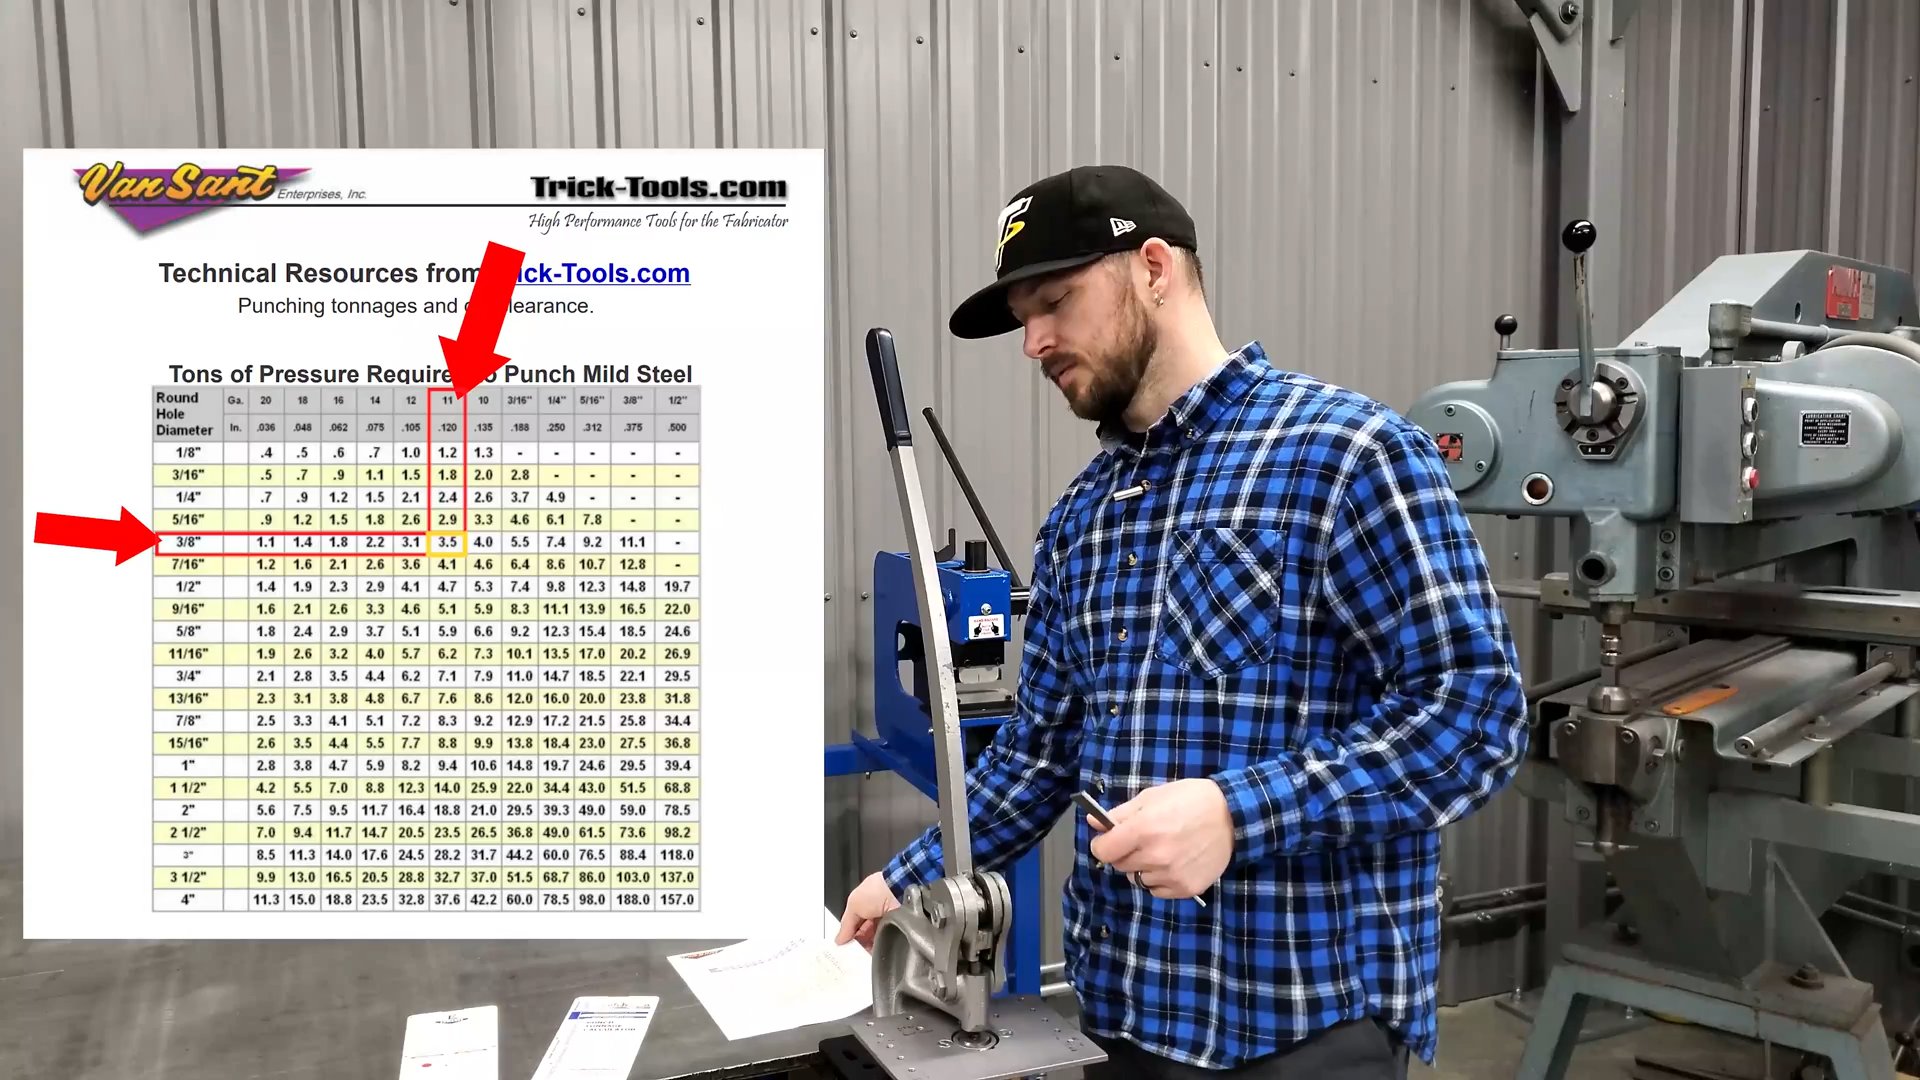 VanSant
Enterprises, Inc.
Trick-Tools.com
High Performance Tools for the Fabricator
Technical Resources from ick-Tools.com
Punching tonnages and learance.
Tons of Pressure Require Punch Mild Steel
Round Hole Diameter Ga. 20 18 16 14 12 11 10 3/16" 1/4" 5/16" 3/8" 1/2"
In. .036 .048 .062 .075 .105 .120 .135 .188 .250 .312 .375 .500
1/8" .4 .5 .6 .7 1.0 1.2 1.3 - - - - -
3/16" .5 .7 .9 1.1 1.5 1.8 2.0 2.8 - - - -
1/4" .7 .9 1.2 1.5 2.1 2.4 2.6 3.7 4.9 - - -
5/16" .9 1.2 1.5 1.8 2.6 2.9 3.3 4.6 6.1 7.8 - -
3/8" 1.1 1.4 1.8 2.2 3.1 3.5 4.0 5.5 7.4 9.2 11.1 -
7/16" 1.2 1.6 2.1 2.6 3.6 4.1 4.6 6.4 8.6 10.7 12.8 -
1/2" 1.4 1.9 2.3 2.9 4.1 4.7 5.3 7.4 9.8 12.3 14.8 19.7
9/16" 1.6 2.1 2.6 3.3 4.6 5.1 5.9 8.3 11.1 13.9 16.5 22.0
5/8" 1.8 2.4 2.9 3.7 5.1 5.9 6.6 9.2 12.3 15.4 18.5 24.6
11/16" 1.9 2.6 3.2 4.0 5.7 6.2 7.3 10.1 13.5 17.0 20.2 26.9
3/4" 2.1 2.8 3.5 4.4 6.2 7.1 7.9 11.0 14.7 18.5 22.1 29.5
13/16" 2.3 3.1 3.8 4.8 6.7 7.6 8.6 12.0 16.0 20.0 23.8 31.8
7/8" 2.5 3.3 4.1 5.1 7.2 8.3 9.2 12.9 17.2 21.5 25.8 34.4
15/16" 2.6 3.5 4.4 5.5 7.7 8.8 9.9 13.8 18.4 23.0 27.5 36.8
1" 2.8 3.8 4.7 5.9 8.2 9.4 10.6 14.8 19.7 24.6 29.5 39.4
1 1/2" 4.2 5.5 7.0 8.8 12.3 14.0 25.9 22.0 34.4 43.0 51.5 68.8
2" 5.6 7.5 9.5 11.7 16.4 18.8 21.0 29.5 39.3 49.0 59.0 78.5
2 1/2" 7.0 9.4 11.7 14.7 20.5 23.5 26.5 36.8 49.0 61.5 73.6 98.2
3" 8.5 11.3 14.0 17.6 24.5 28.2 31.7 44.2 60.0 76.5 88.4 118.0
3 1/2" 9.9 13.0 16.5 20.5 28.8 32.7 37.0 51.5 68.7 86.0 103.0 137.0
4" 11.3 15.0 18.8 23.5 32.8 37.6 42.2 60.0 78.5 98.0 188.0 157.0